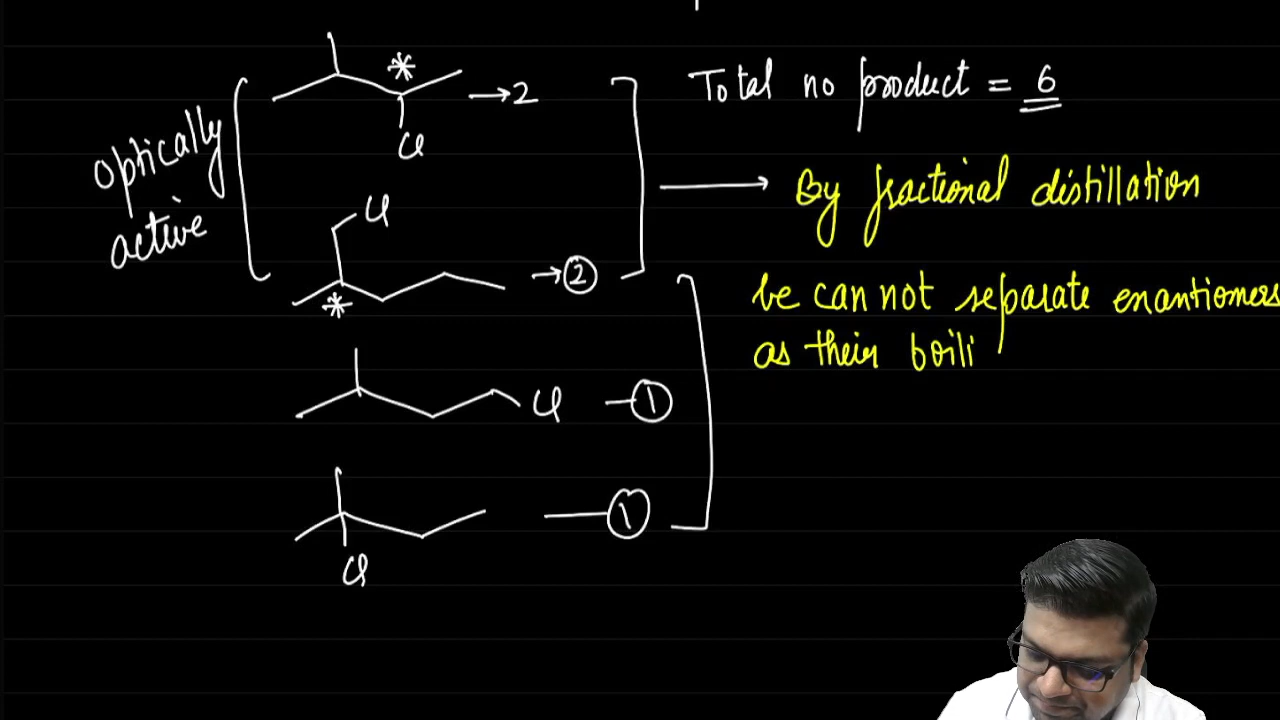 *
→ 2
Cl
Optically
active
Cl
→ 2
*
Cl
1
1
Cl
Total no product = 6
→ By fractional distillation
be can not separate enantiomers
as their boili